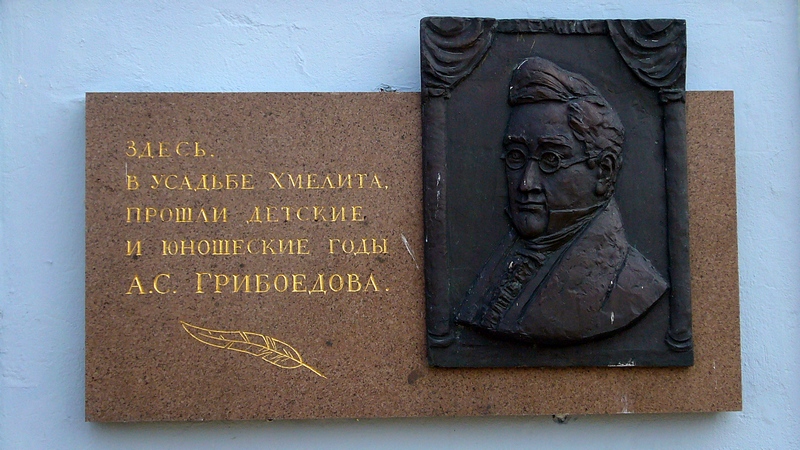 ЗДЕСЬ,
В УСАДЬБЕ ХМЕЛИТА,
ПРОШЛИ ДЕТСКИЕ
И ЮНОШЕСКИЕ ГОДЫ
А.С. ГРИБОЕДОВА.